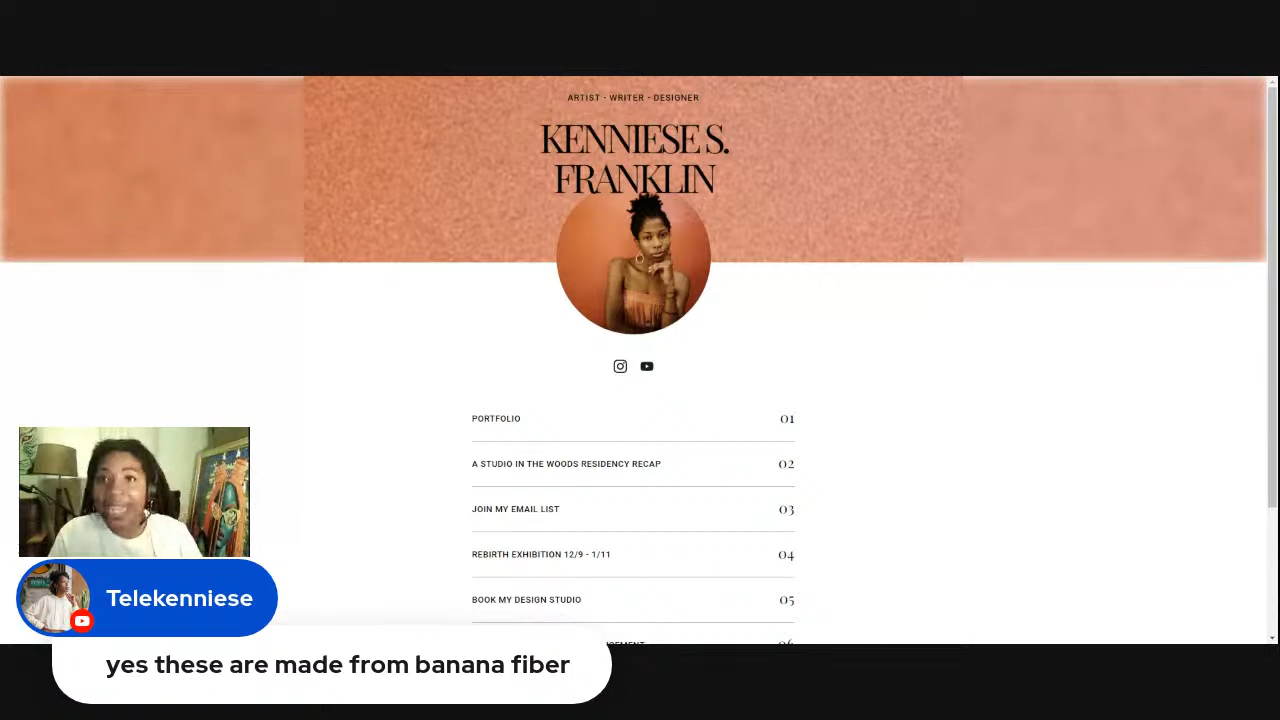 ARTIST - WRITER - DESIGNER
KENNIESE S.
FRANKLIN
PORTFOLIO 01
A STUDIO IN THE WOODS RESIDENCY RECAP 02
JOIN MY EMAIL LIST 03
REBIRTH EXHIBITION 12/9 - 1/11 04
BOOK MY DESIGN STUDIO 05
Telekenniese
yes these are made from banana fiber